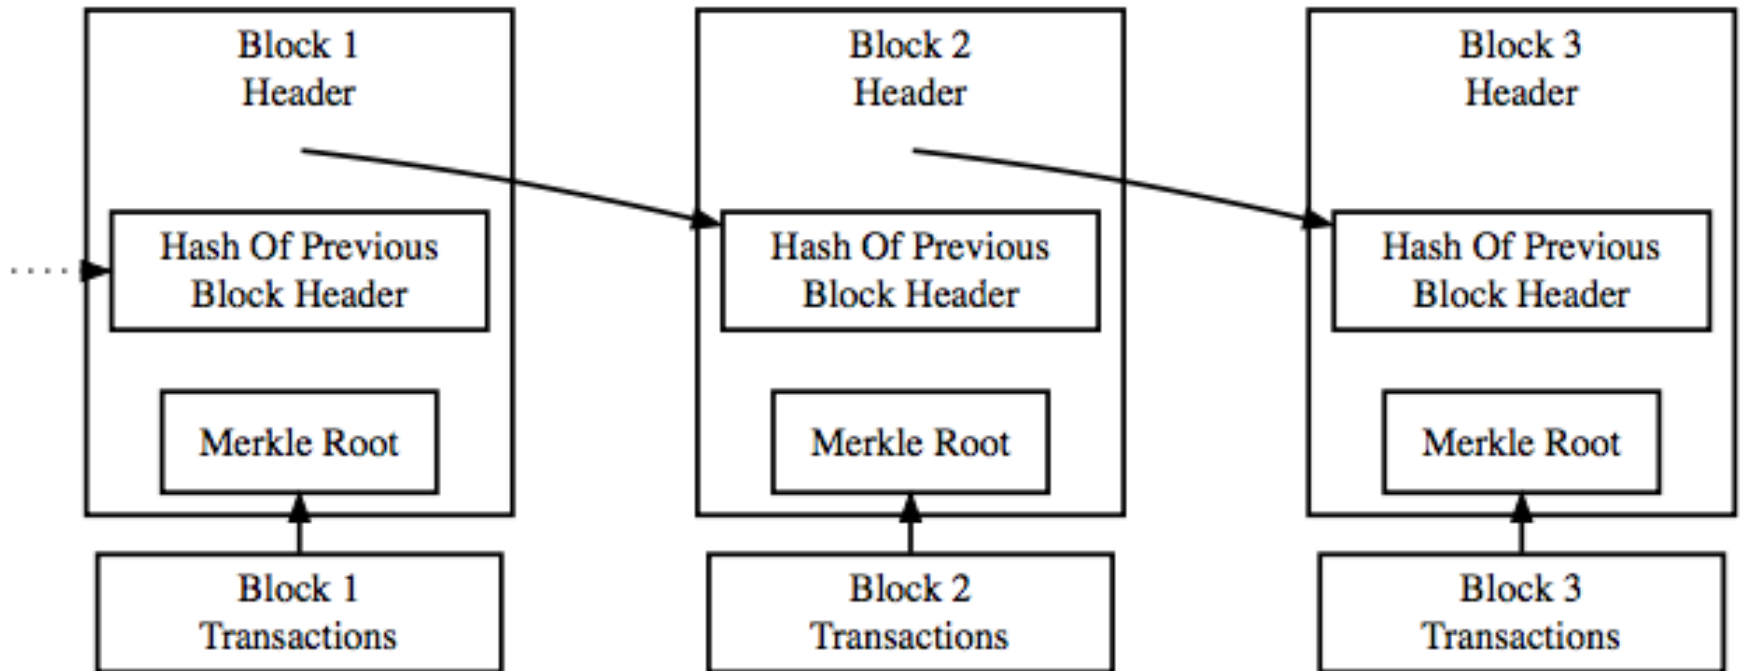 Block 1
Header
Hash Of Previous
Block Header
Merkle Root
Block 1
Transactions
Block 2
Header
Hash Of Previous
Block Header
Merkle Root
Block 2
Transactions
Block 3
Header
Hash Of Previous
Block Header
Merkle Root
Block 3
Transactions